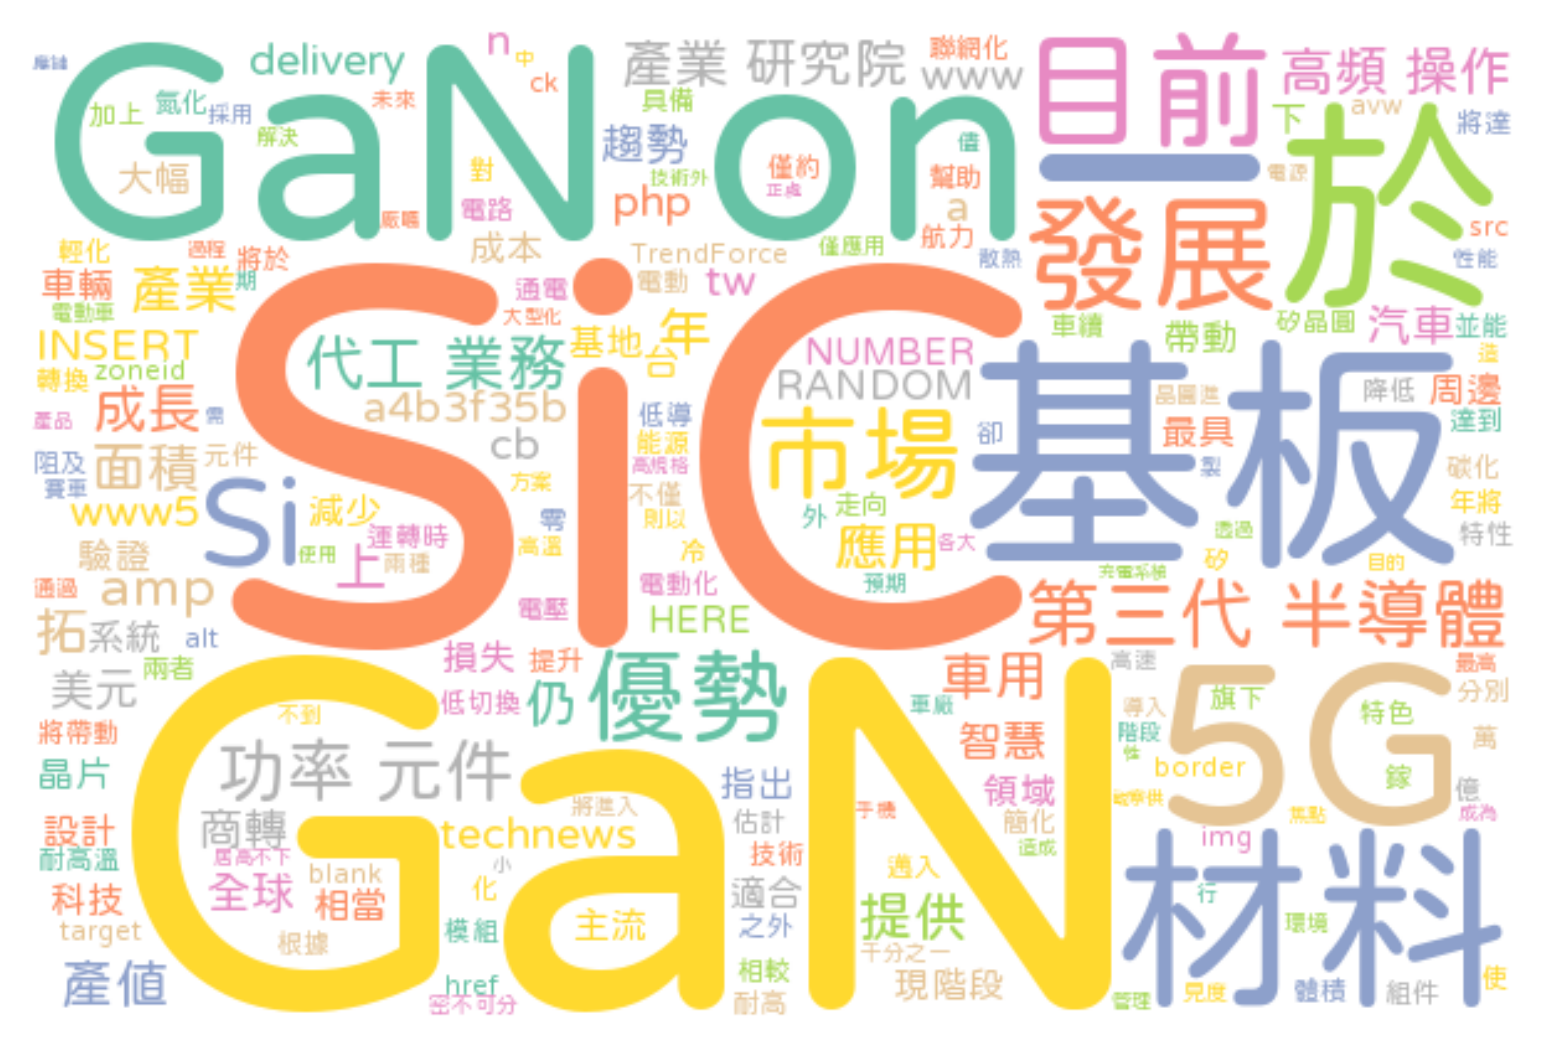 GaN on
delivery
n
中
ck
產業 研究院
聯網化
www
目前
高頻 操作
加上
氮化
採用
未來
具備
下
avw
將達
解決
趨勢
儘
於
大幅
對
技術外
僅約
正處
幫助
一
電源
電路
php
a
發展
src
成本
航力
輕化
過程
將於
TrendForce
僅應用
散熱
性能
車輛
產業
期
SiC
通電
電動
tw
電動車
大型化
車續
帶動
矽晶圓
汽車
並能
INSERT
代工 業務
基地
年
台
NUMBER
基板
造
轉換
zoneid
RANDOM
晶圓進
降低
周邊
產品
成長
需
a4b3f35b
低導
市場
卻
最具
達到
阻及
面積
元件
cb
能源
高規格
製
碳化
賽車
Si
方案
不僅
走向
年將
www5
減少
零
則以
外
透過
特性
驗證
使用
運轉時
高溫
冷
應用
各大
矽
目的
上
兩種
通過
amp
電動化
預期
充電系統
電壓
拓
系統
alt
HERE
第三代 半導體
兩者
損失
提升
優勢
車用
高速
最高
美元
GaN
低切換
仍
車廠
導入
5G
旗下
分別
將帶動
不到
智慧
階段
特色
萬
晶片
功率 元件
指出
領域
性
border
鎵
億
將進入
手機
焦點
成為
設計
商轉
technews
估計
簡化
img
材料
耐高溫
居高不下
小
技術
造成
科技
全球
blank
相當
化
適合
邁入
行
target
根據
模組
主流
之外
提供
環境
產值
href
相較
千分之一
使
密不可分
耐高
現階段
管理
見度
體積
組件